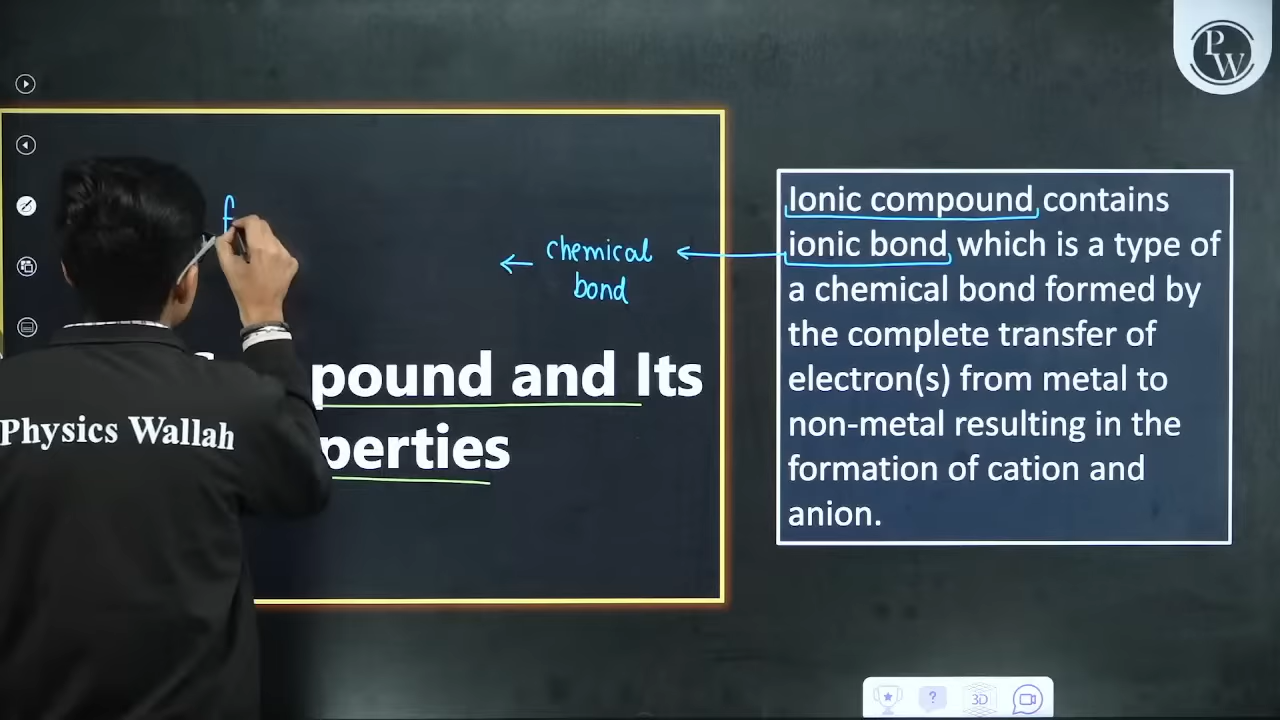 P
W
f
chemical
bond
pound and Its
perties
Physics Wallah
Ionic compound contains
ionic bond which is a type of
a chemical bond formed by
the complete transfer of
electron(s) from metal to
non-metal resulting in the
formation of cation and
anion.
?
3D